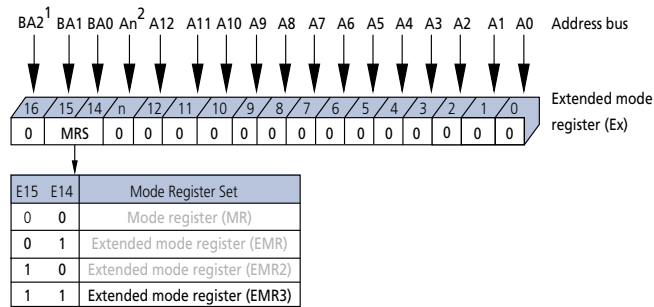 BA2¹ BA1 BA0 An² A12 A11 A10 A9 A8 A7 A6 A5 A4 A3 A2 A1 A0 Address bus
16 15 14 n 12 11 10 9 8 7 6 5 4 3 2 1 0 Extended mode
register (Ex)
0 MRS 0 0 0 0 0 0 0 0 0 0 0 0 0 0
E15 E14 Mode Register Set
0 0 Mode register (MR)
0 1 Extended mode register (EMR)
1 0 Extended mode register (EMR2)
1 1 Extended mode register (EMR3)